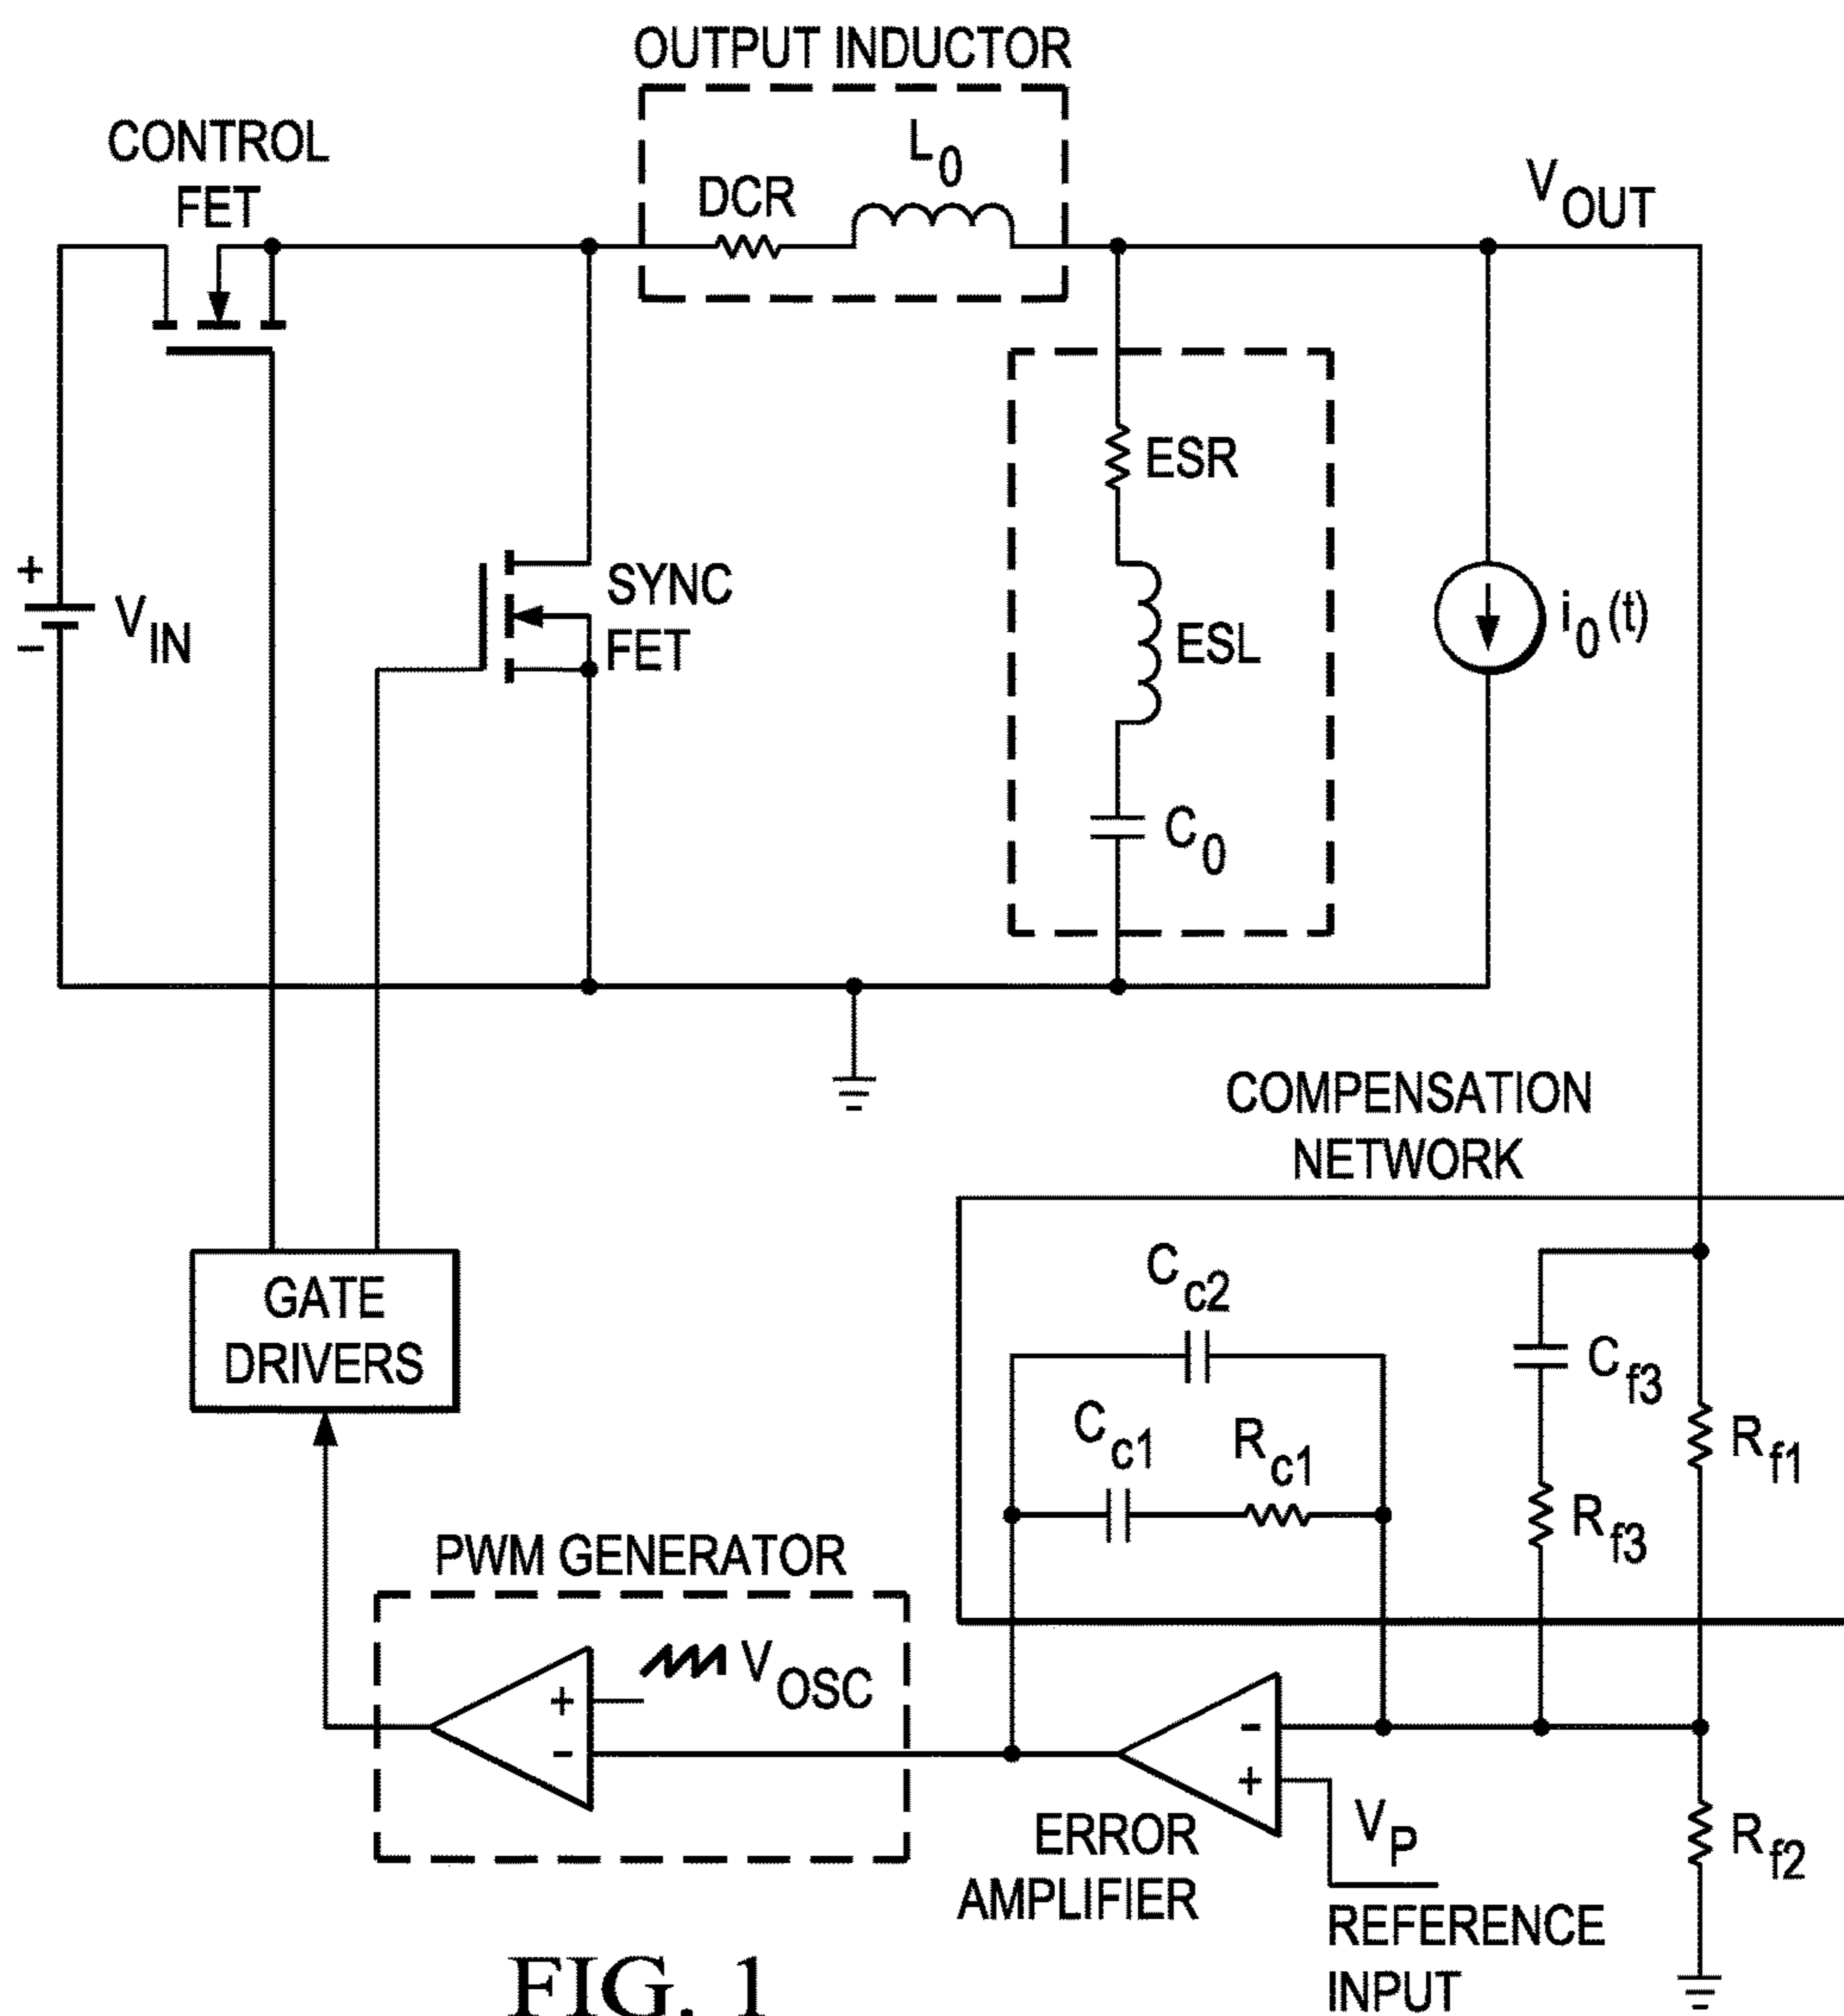 OUTPUT INDUCTOR
CONTROL
FET
DCR
L0
VOUT
ESR
+
VIN
−
SYNC
FET
ESL
i0(t)
C0
COMPENSATION
NETWORK
GATE
DRIVERS
Cc2
Cf3
Cc1
Rc1
Rf1
Rf3
PWM GENERATOR
VOSC
+
-
-
+
ERROR
AMPLIFIER
VP
Rf2
REFERENCE
INPUT
FIG. 1